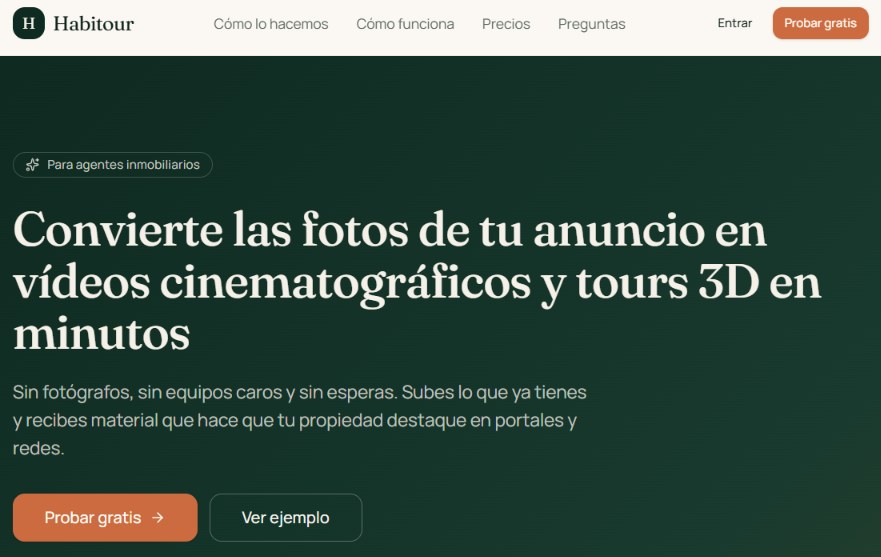 H Habitour
Cómo lo hacemos
Cómo funciona
Precios
Preguntas
Entrar
Probar gratis
Para agentes inmobiliarios
Convierte las fotos de tu anuncio en
vídeos cinematográficos y tours 3D en
minutos
Sin fotógrafos, sin equipos caros y sin esperas. Subes lo que ya tienes
y recibes material que hace que tu propiedad destaque en portales y
redes.
Probar gratis →
Ver ejemplo